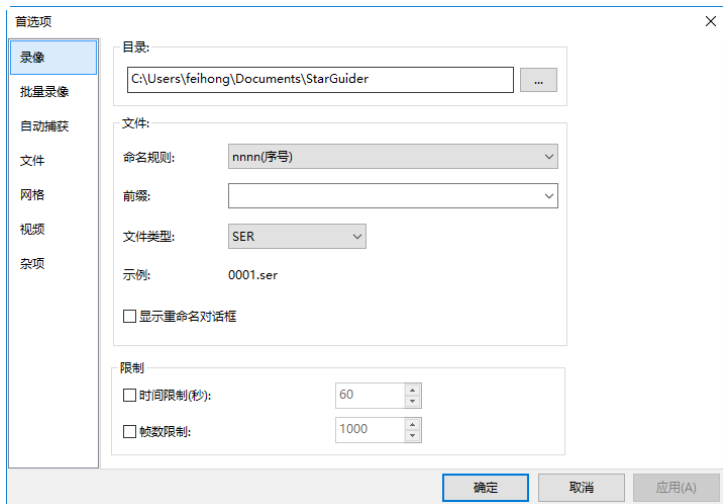 首选项
录像
批量录像
自动捕获
文件
网格
视频
杂项
目录:
C:\Users\feihong\Documents\StarGuider
...
文件:
命名规则: nnnn(序号)
前缀:
文件类型: SER
示例: 0001.ser
显示重命名对话框
限制
时间限制(秒): 60
帧数限制: 1000
确定 取消 应用(A)